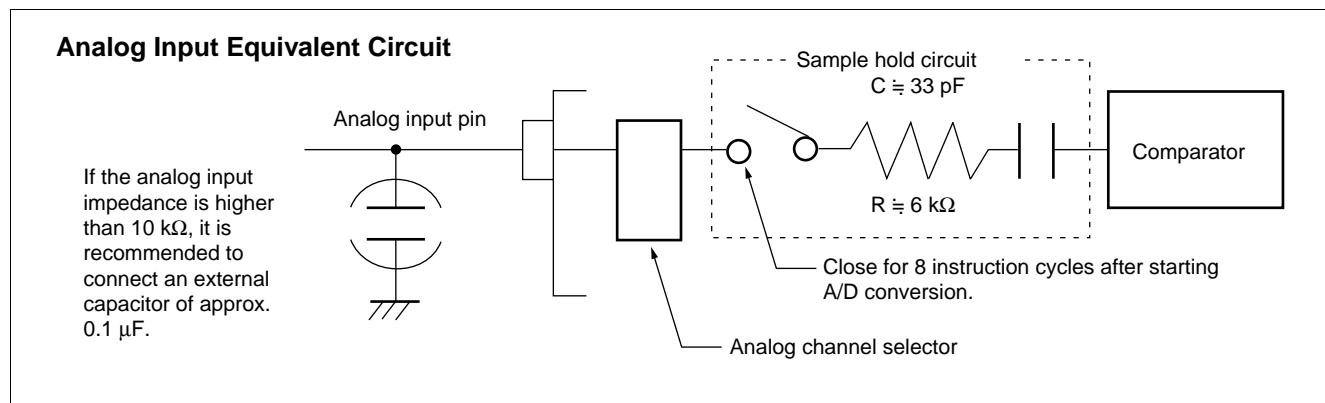 Analog Input Equivalent Circuit
Sample hold circuit
C ≒ 33 pF
Analog input pin
Comparator
If the analog input
impedance is higher
than 10 kΩ, it is
recommended to
connect an external
capacitor of approx.
0.1 μF.
R ≒ 6 kΩ
Close for 8 instruction cycles after starting
A/D conversion.
Analog channel selector